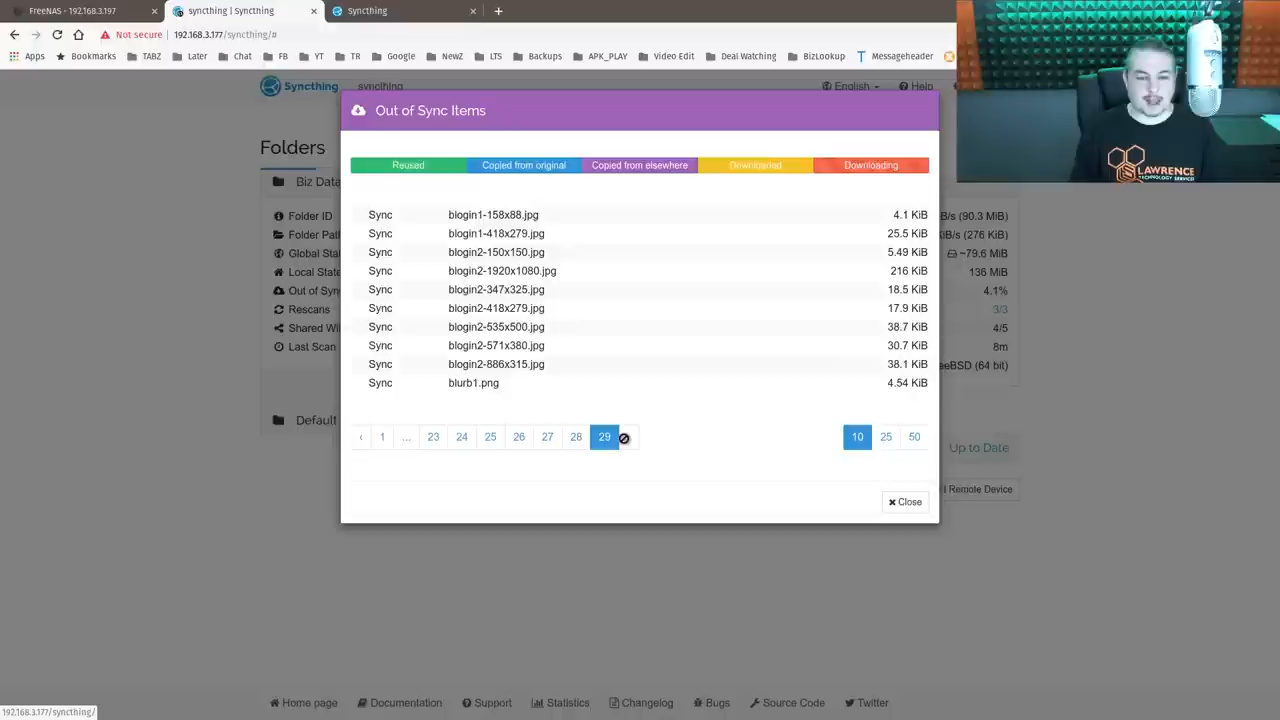 FreeNAS - 192.168.3.197
syncthing | Syncthing
Syncthing
Not secure
192.168.3.177/syncthing/#
Apps
Bookmarks
TABZ
Later
Chat
FB
YT
TR
Google
NewZ
LTS
Backups
APK_PLAY
Video Edit
Deal Watching
BizLookup
Messageheader
LAWRENCE
TECHNOLOGY SERVICES
Syncthing
syncthing
English
Help
Out of Sync Items
Folders
Reused
Copied from original
Copied from elsewhere
Downloaded
Downloading
Biz Data
Folder ID
B/s (90.3 MiB)
Folder Path
KiB/s (276 KiB)
Global Sta
~79.6 MiB
Local State
136 MiB
Out of Syn
4.1%
Rescans
3/3
Shared Wi
4/5
Last Scan
8m
eeBSD (64 bit)
Default
Up to Date
Remote Device
Sync blogin1-158x88.jpg 4.1 KiB
Sync blogin1-418x279.jpg 25.5 KiB
Sync blogin2-150x150.jpg 5.49 KiB
Sync blogin2-1920x1080.jpg 216 KiB
Sync blogin2-347x325.jpg 18.5 KiB
Sync blogin2-418x279.jpg 17.9 KiB
Sync blogin2-535x500.jpg 38.7 KiB
Sync blogin2-571x380.jpg 30.7 KiB
Sync blogin2-886x315.jpg 38.1 KiB
Sync blurb1.png 4.54 KiB
‹ 1 ... 23 24 25 26 27 28 29
10 25 50
Close
Home page
Documentation
Support
Statistics
Changelog
Bugs
Source Code
Twitter
192.168.3.177/syncthing/